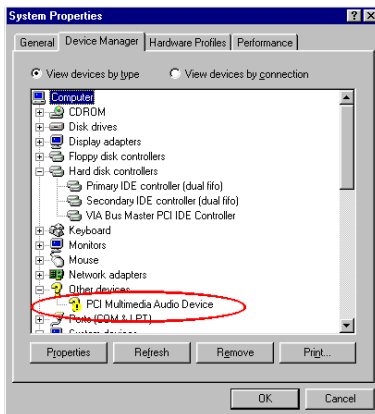 System Properties
General Device Manager Hardware Profiles Performance
View devices by type View devices by connection
Computer
CDROM
Disk drives
Display adapters
Floppy disk controllers
Hard disk controllers
Primary IDE controller (dual fifo)
Secondary IDE controller (dual fifo)
VIA Bus Master PCI IDE Controller
Keyboard
Monitors
Mouse
Network adapters
Other devices
PCI Multimedia Audio Device
Ports (COM & LPT)
System devices
Properties Refresh Remove Print...
OK Cancel